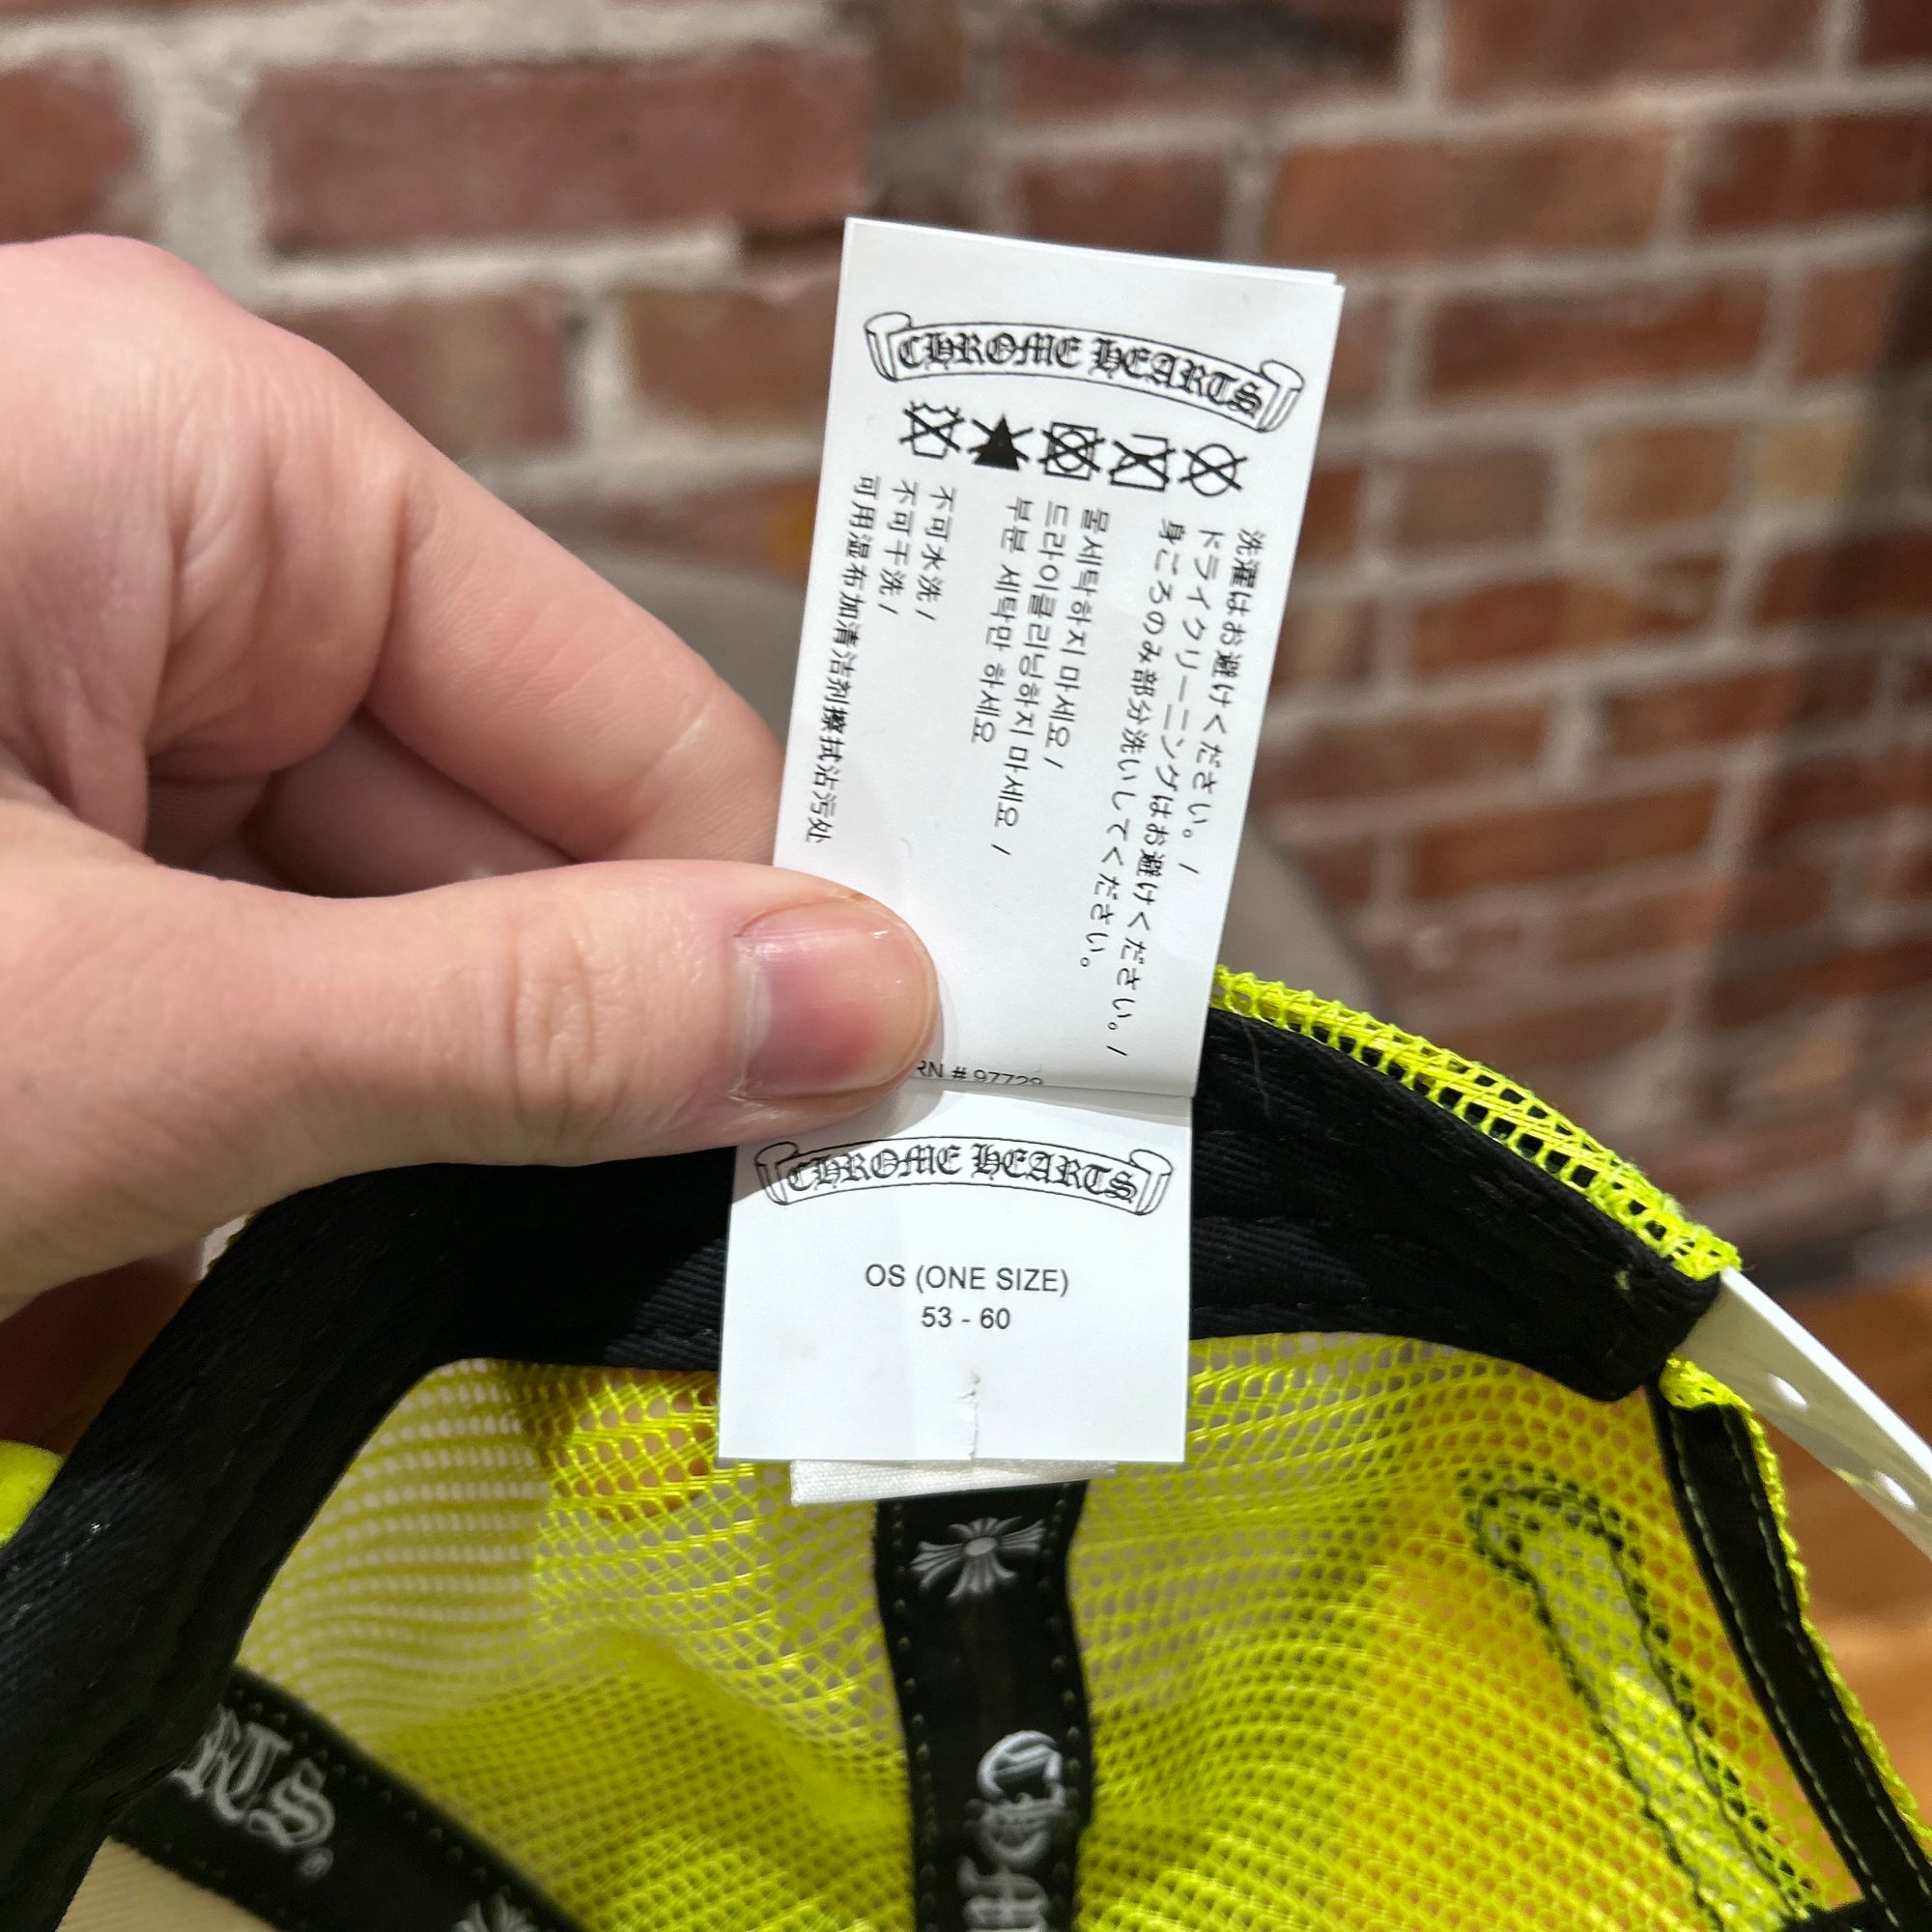 CHROME HEARTS
洗濯はお避けください。/
ドライクリーニングはお避けください。/
身ごろのみ部分洗いしてください。
물세탁하지 마세요 /
드라이클리닝하지 마세요 /
부분 세탁만 하세요
不可水洗 /
不可干洗 /
可用湿布加清洁剂擦拭沾污处
RN # 97729
CHROME HEARTS
OS (ONE SIZE)
53 - 60